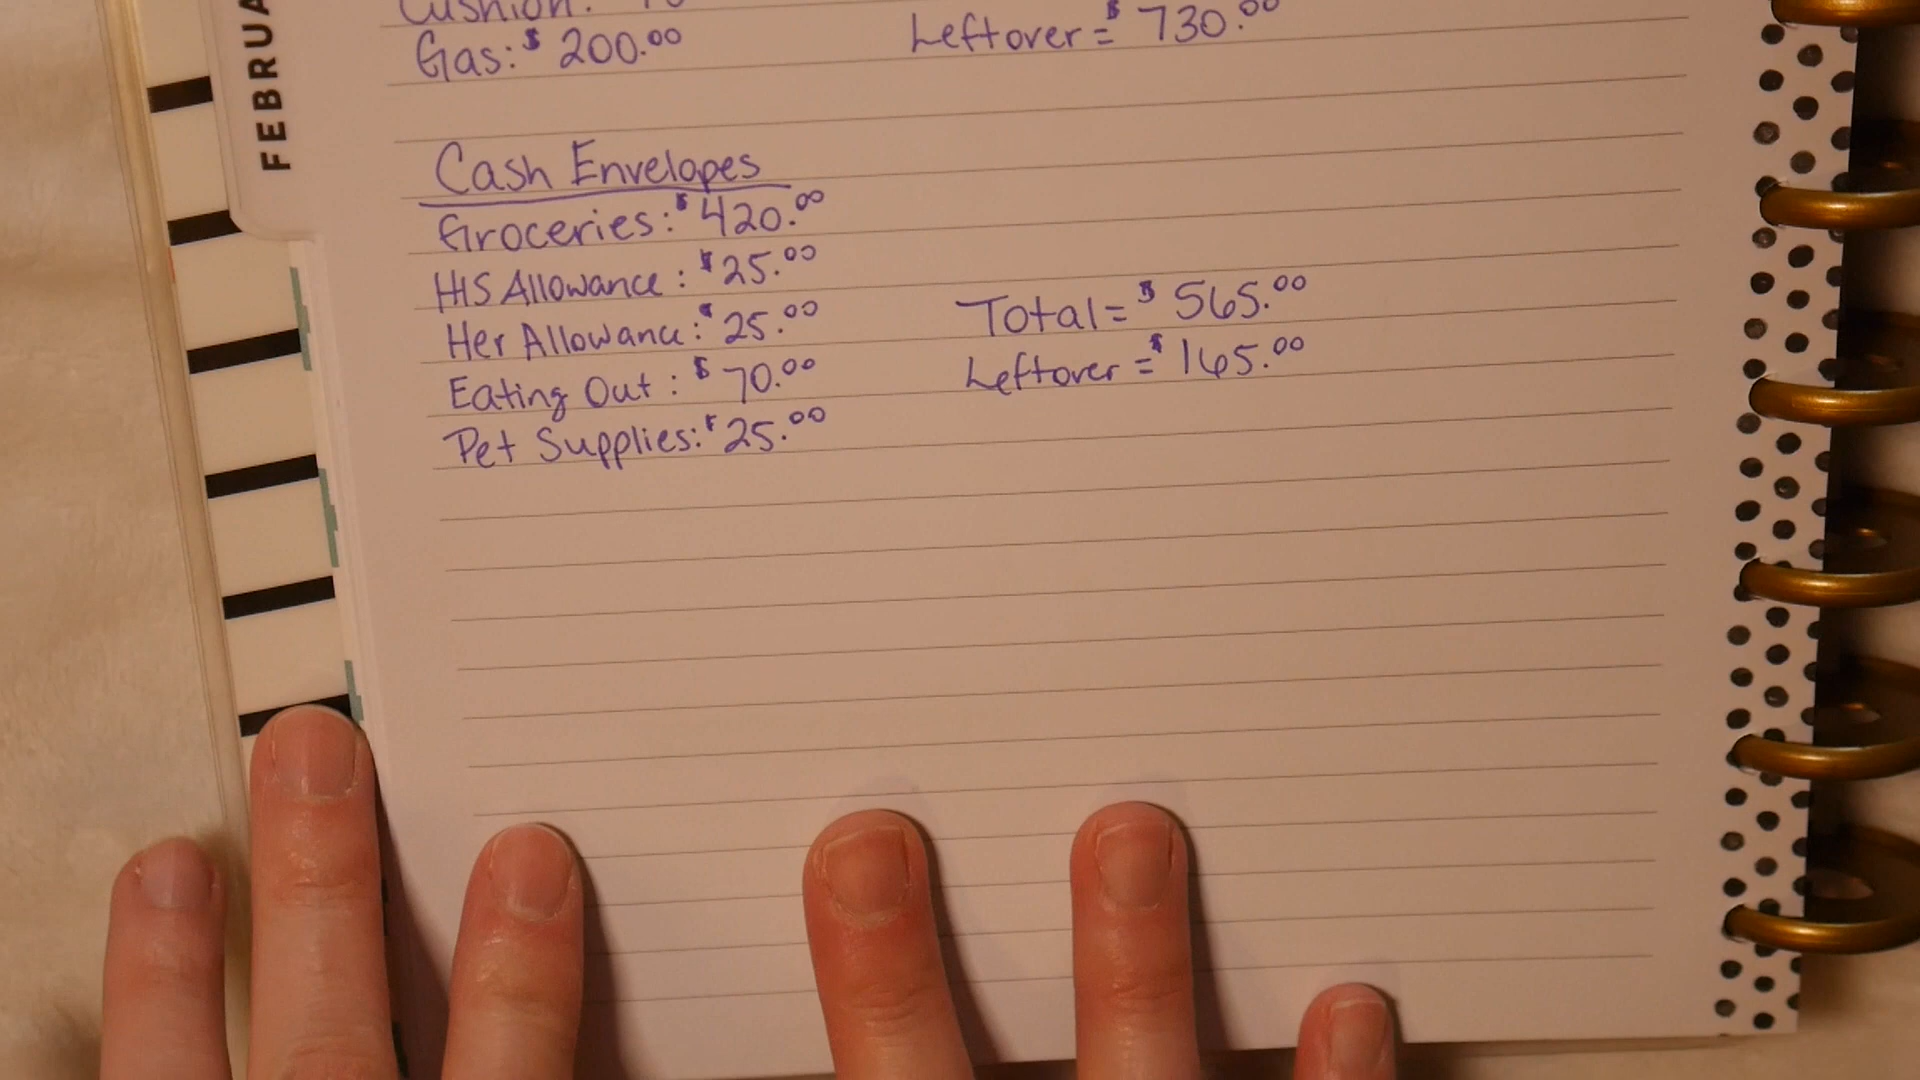 FEBRUA
Cushion:
Gas: $200.00
Leftover = $730.00
Cash Envelopes
Groceries: $420.00
HIS Allowance: $25.00
Her Allowance: $25.00
Eating Out: $70.00
Pet Supplies: $25.00
Total = $565.00
Leftover = $165.00